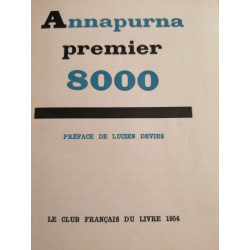 Annapurna
premier
8000
PRÉFACE DE LUCIEN DEVIES
LE CLUB FRANÇAIS DU LIVRE 1954